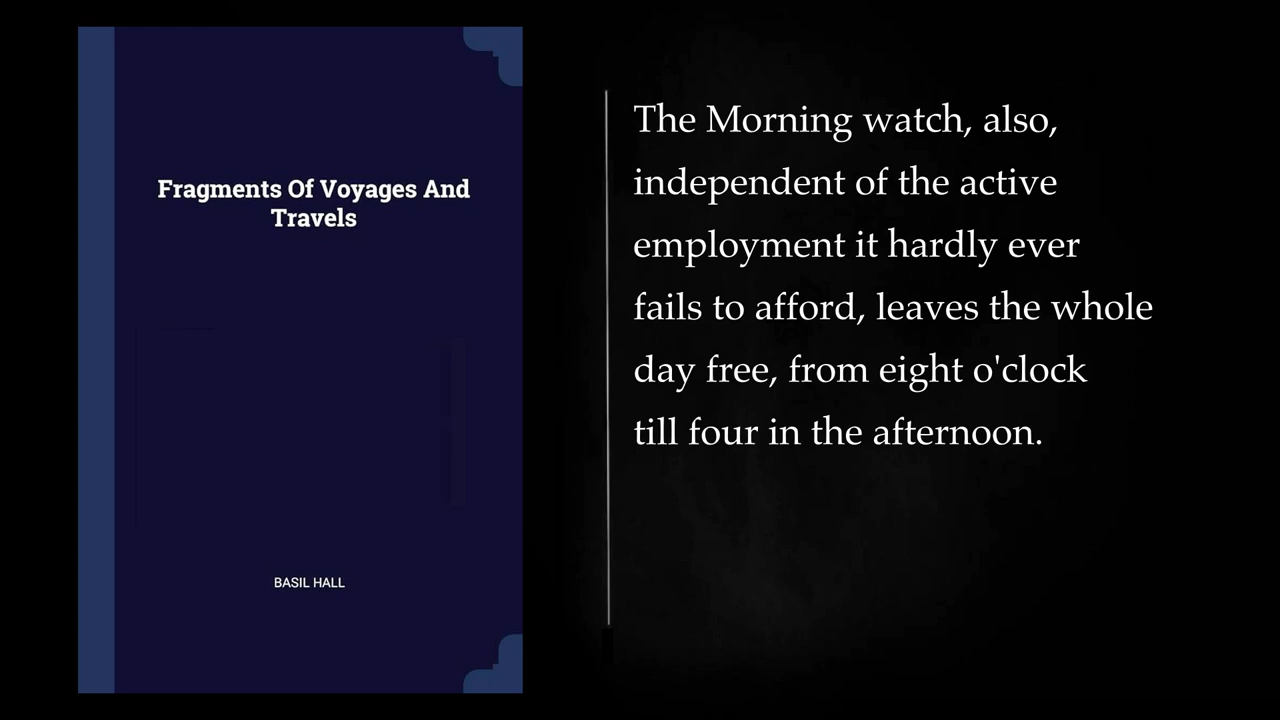 Fragments Of Voyages And
Travels
BASIL HALL
The Morning watch, also,
independent of the active
employment it hardly ever
fails to afford, leaves the whole
day free, from eight o'clock
till four in the afternoon.